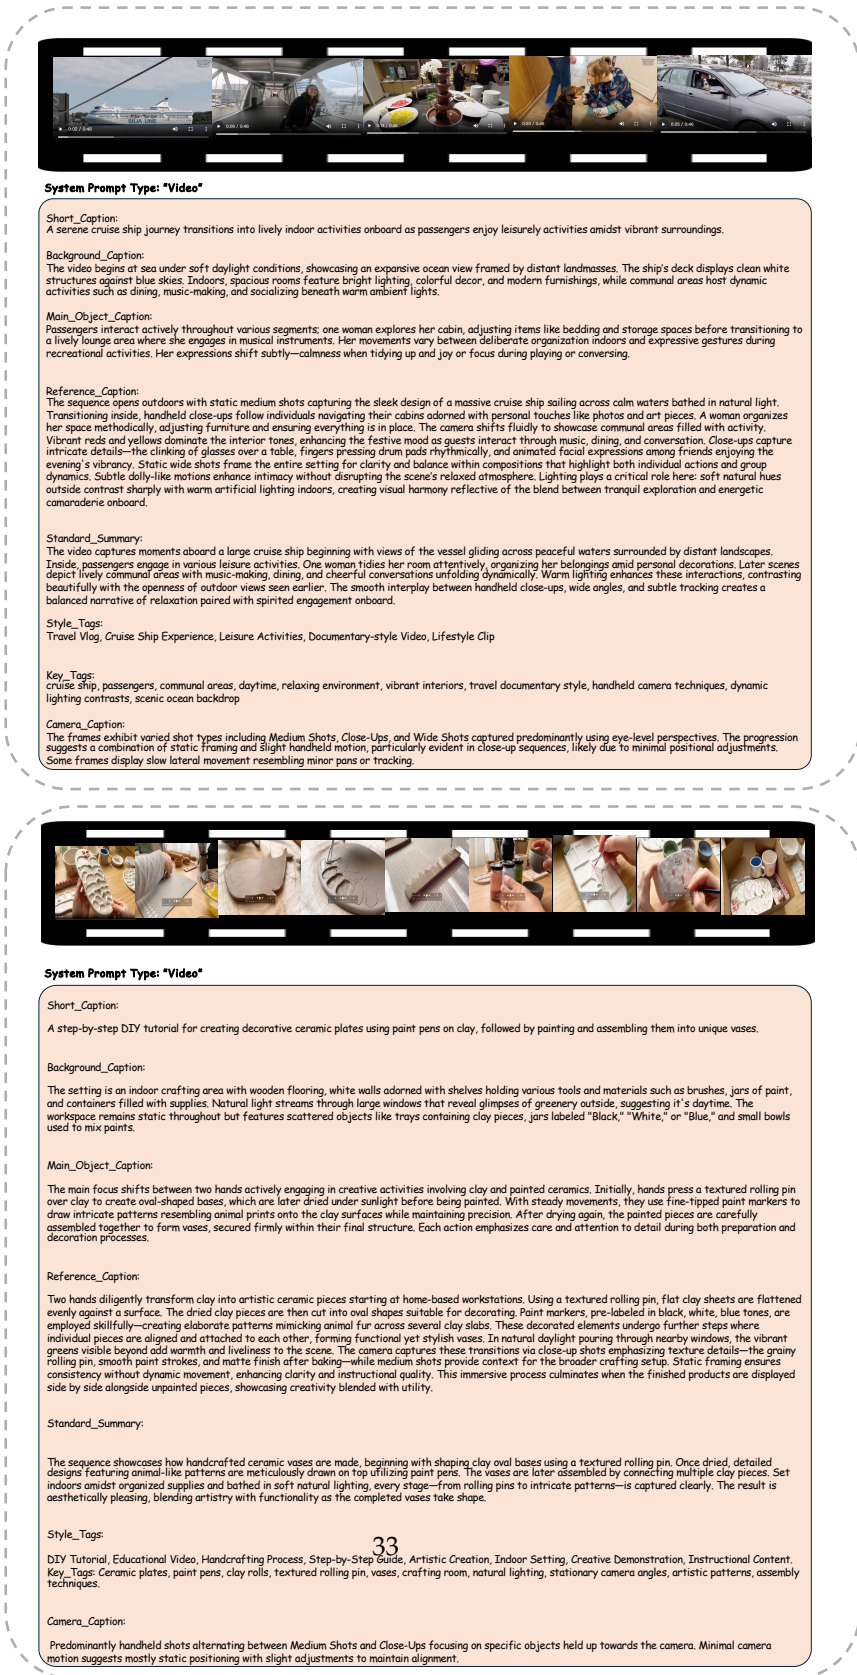 SILJA LINE
0:02 / 0:46
0:06 / 0:46
0:20 / 0:46
0:25 / 0:46
System Prompt Type: "Video"
Short_Caption:
A serene cruise ship journey transitions into lively indoor activities onboard as passengers enjoy leisurely activities amidst vibrant surroundings.
Background_Caption:
The video begins at sea under soft daylight conditions, showcasing an expansive ocean view framed by distant landmasses. The ship's deck displays clean white
structures against blue skies. Indoors, spacious rooms feature bright lighting, colorful decor, and modern furnishings, while communal areas host dynamic
activities such as dining, music-making, and socializing beneath warm ambient lights.
Main_Object_Caption:
Passengers interact actively throughout various segments; one woman explores her cabin, adjusting items like bedding and storage spaces before transitioning to
a lively lounge area where she engages in musical instruments. Her movements vary between deliberate organization indoors and expressive gestures during
recreational activities. Her expressions shift subtly—calmness when tidying up and joy or focus during playing or conversing.
Reference_Caption:
The sequence opens outdoors with static medium shots capturing the sleek design of a massive cruise ship sailing across calm waters bathed in natural light.
Transitioning inside, handheld close-ups follow individuals navigating their cabins adorned with personal touches like photos and art pieces. A woman organizes
her space methodically, adjusting furniture and ensuring everything is in place. The camera shifts fluidly to showcase communal areas filled with activity.
Vibrant reds and yellows dominate the interior tones, enhancing the festive mood as guests interact through music, dining, and conversation. Close-ups capture
intricate details—the clinking of glasses over a table, fingers pressing drum pads rhythmically, and animated facial expressions among friends enjoying the
evening's vibrancy. Static wide shots frame the entire setting for clarity and balance within compositions that highlight both individual actions and group
dynamics. Subtle dolly-like motions enhance intimacy without disrupting the scene's relaxed atmosphere. Lighting plays a critical role here: soft natural hues
outside contrast sharply with warm artificial lighting indoors, creating visual harmony reflective of the blend between tranquil exploration and energetic
camaraderie onboard.
Standard_Summary:
The video captures moments aboard a large cruise ship beginning with views of the vessel gliding across peaceful waters surrounded by distant landscapes.
Inside, passengers engage in various leisure activities. One woman tidies her room attentively, organizing her belongings amid personal decorations. Later scenes
depict lively communal areas with music-making, dining, and cheerful conversations unfolding dynamically. Warm lighting enhances these interactions, contrasting
beautifully with the openness of outdoor views seen earlier. The smooth interplay between handheld close-ups, wide angles, and subtle tracking creates a
balanced narrative of relaxation paired with spirited engagement onboard.
Style_Tags:
Travel Vlog, Cruise Ship Experience, Leisure Activities, Documentary-style Video, Lifestyle Clip
Key_Tags:
cruise ship, passengers, communal areas, daytime, relaxing environment, vibrant interiors, travel documentary style, handheld camera techniques, dynamic
lighting contrasts, scenic ocean backdrop
Camera_Caption:
The frames exhibit varied shot types including Medium Shots, Close-Ups, and Wide Shots captured predominantly using eye-level perspectives. The progression
suggests a combination of static framing and slight handheld motion, particularly evident in close-up sequences, likely due to minimal positional adjustments.
Some frames display slow lateral movement resembling minor pans or tracking.
System Prompt Type: "Video"
Short_Caption:
A step-by-step DIY tutorial for creating decorative ceramic plates using paint pens on clay, followed by painting and assembling them into unique vases.
Background_Caption:
The setting is an indoor crafting area with wooden flooring, white walls adorned with shelves holding various tools and materials such as brushes, jars of paint,
and containers filled with supplies. Natural light streams through large windows that reveal glimpses of greenery outside, suggesting it's daytime. The
workspace remains static throughout but features scattered objects like trays containing clay pieces, jars labeled "Black," "White," or "Blue," and small bowls
used to mix paints.
Main_Object_Caption:
The main focus shifts between two hands actively engaging in creative activities involving clay and painted ceramics. Initially, hands press a textured rolling pin
over clay to create oval-shaped bases, which are later dried under sunlight before being painted. With steady movements, they use fine-tipped paint markers to
draw intricate patterns resembling animal prints onto the clay surfaces while maintaining precision. After drying again, the painted pieces are carefully
assembled together to form vases, secured firmly within their final structure. Each action emphasizes care and attention to detail during both preparation and
decoration processes.
Reference_Caption:
Two hands diligently transform clay into artistic ceramic pieces starting at home-based workstations. Using a textured rolling pin, flat clay sheets are flattened
evenly against a surface. The dried clay pieces are then cut into oval shapes suitable for decorating. Paint markers, pre-labeled in black, white, blue tones, are
employed skillfully—creating elaborate patterns mimicking animal fur across several clay slabs. These decorated elements undergo further steps where
individual pieces are aligned and attached to each other, forming functional yet stylish vases. In natural daylight pouring through nearby windows, the vibrant
greens visible beyond add warmth and liveliness to the scene. The camera captures these transitions via close-up shots emphasizing texture details—the grainy
rolling pin, smooth paint strokes, and matte finish after baking—while medium shots provide context for the broader crafting setup. Static framing ensures
consistency without dynamic movement, enhancing clarity and instructional quality. This immersive process culminates when the finished products are displayed
side by side alongside unpainted pieces, showcasing creativity blended with utility.
Standard_Summary:
The sequence showcases how handcrafted ceramic vases are made, beginning with shaping clay oval bases using a textured rolling pin. Once dried, detailed
designs featuring animal-like patterns are meticulously drawn on top utilizing paint pens. The vases are later assembled by connecting multiple clay pieces. Set
indoors amidst organized supplies and bathed in soft natural lighting, every stage—from rolling pins to intricate patterns—is captured clearly. The result is
aesthetically pleasing, blending artistry with functionality as the completed vases take shape.
Style_Tags:
33
DIY Tutorial, Educational Video, Handcrafting Process, Step-by-Step Guide, Artistic Creation, Indoor Setting, Creative Demonstration, Instructional Content.
Key_Tags: Ceramic plates, paint pens, clay rolls, textured rolling pin, vases, crafting room, natural lighting, stationary camera angles, artistic patterns, assembly
techniques.
Camera_Caption:
Predominantly handheld shots alternating between Medium Shots and Close-Ups focusing on specific objects held up towards the camera. Minimal camera
motion suggests mostly static positioning with slight adjustments to maintain alignment.